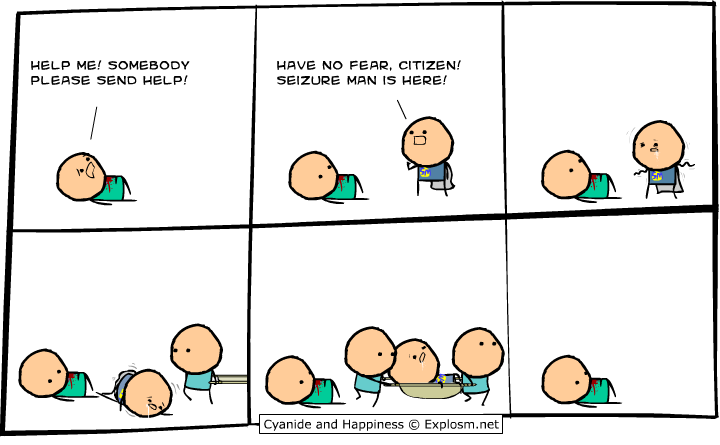 HELP ME! SOMEBODY
PLEASE SEND HELP!
HAVE NO FEAR, CITIZEN!
SEIZURE MAN IS HERE!
SM
Cyanide and Happiness © Explosm.net